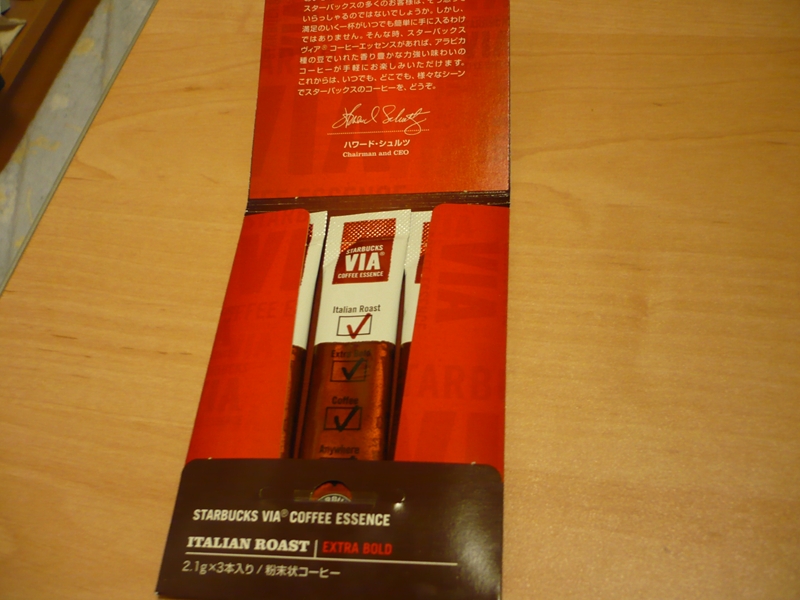 スターバックスの多くのお客様は、そう思って
いらっしゃるのではないでしょうか。しかし、
満足のいく一杯がいつでも簡単に手に入るわけ
ではありません。そんな時、スターバックス
ヴィア®コーヒーエッセンスがあれば、アラビカ
種の豆でいれた香り豊かな力強い味わいの
コーヒーが手軽にお楽しみいただけます。
これからは、いつでも、どこでも、様々なシーン
でスターバックスのコーヒーを、どうぞ。
ハワード・シュルツ
Chairman and CEO
STARBUCKS
VIA®
COFFEE ESSENCE
Italian Roast
Extra Bold
Coffee
Anywhere
STARBUCKS VIA® COFFEE ESSENCE
ITALIAN ROAST | EXTRA BOLD
2.1g×3本入り / 粉末状コーヒー